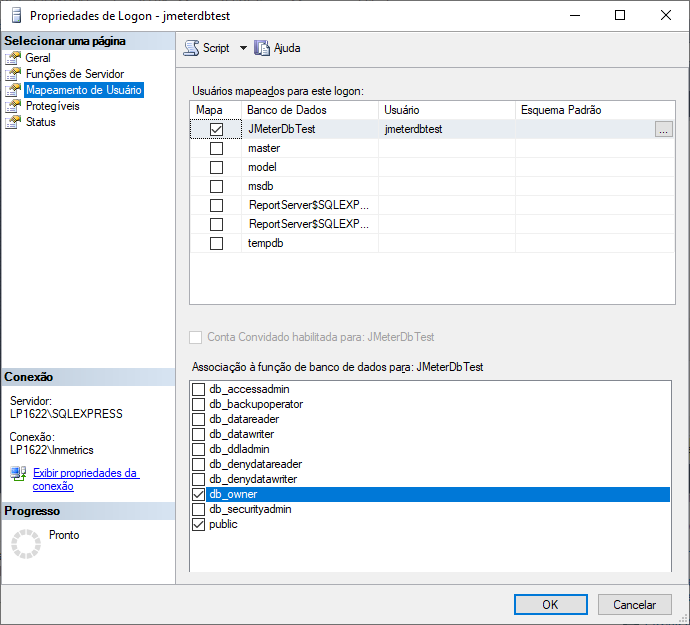 Propriedades de Logon - jmeterdbtest
Selecionar uma página
Geral
Funções de Servidor
Mapeamento de Usuário
Protegíveis
Status
Script
Ajuda
Usuários mapeados para este logon:
Mapa Banco de Dados Usuário Esquema Padrão
JMeterDbTest jmeterdbtest ...
master
model
msdb
ReportServer$SQLEXP...
ReportServer$SQLEXP...
tempdb
Conta Convidado habilitada para: JMeterDbTest
Associação à função de banco de dados para: JMeterDbTest
db_accessadmin
db_backupoperator
db_datareader
db_datawriter
db_ddladmin
db_denydatareader
db_denydatawriter
db_owner
db_securityadmin
public
Conexão
Servidor:
LP1622\SQLEXPRESS
Conexão:
LP1622\Inmetrics
Exibir propriedades da
conexão
Progresso
Pronto
OK
Cancelar